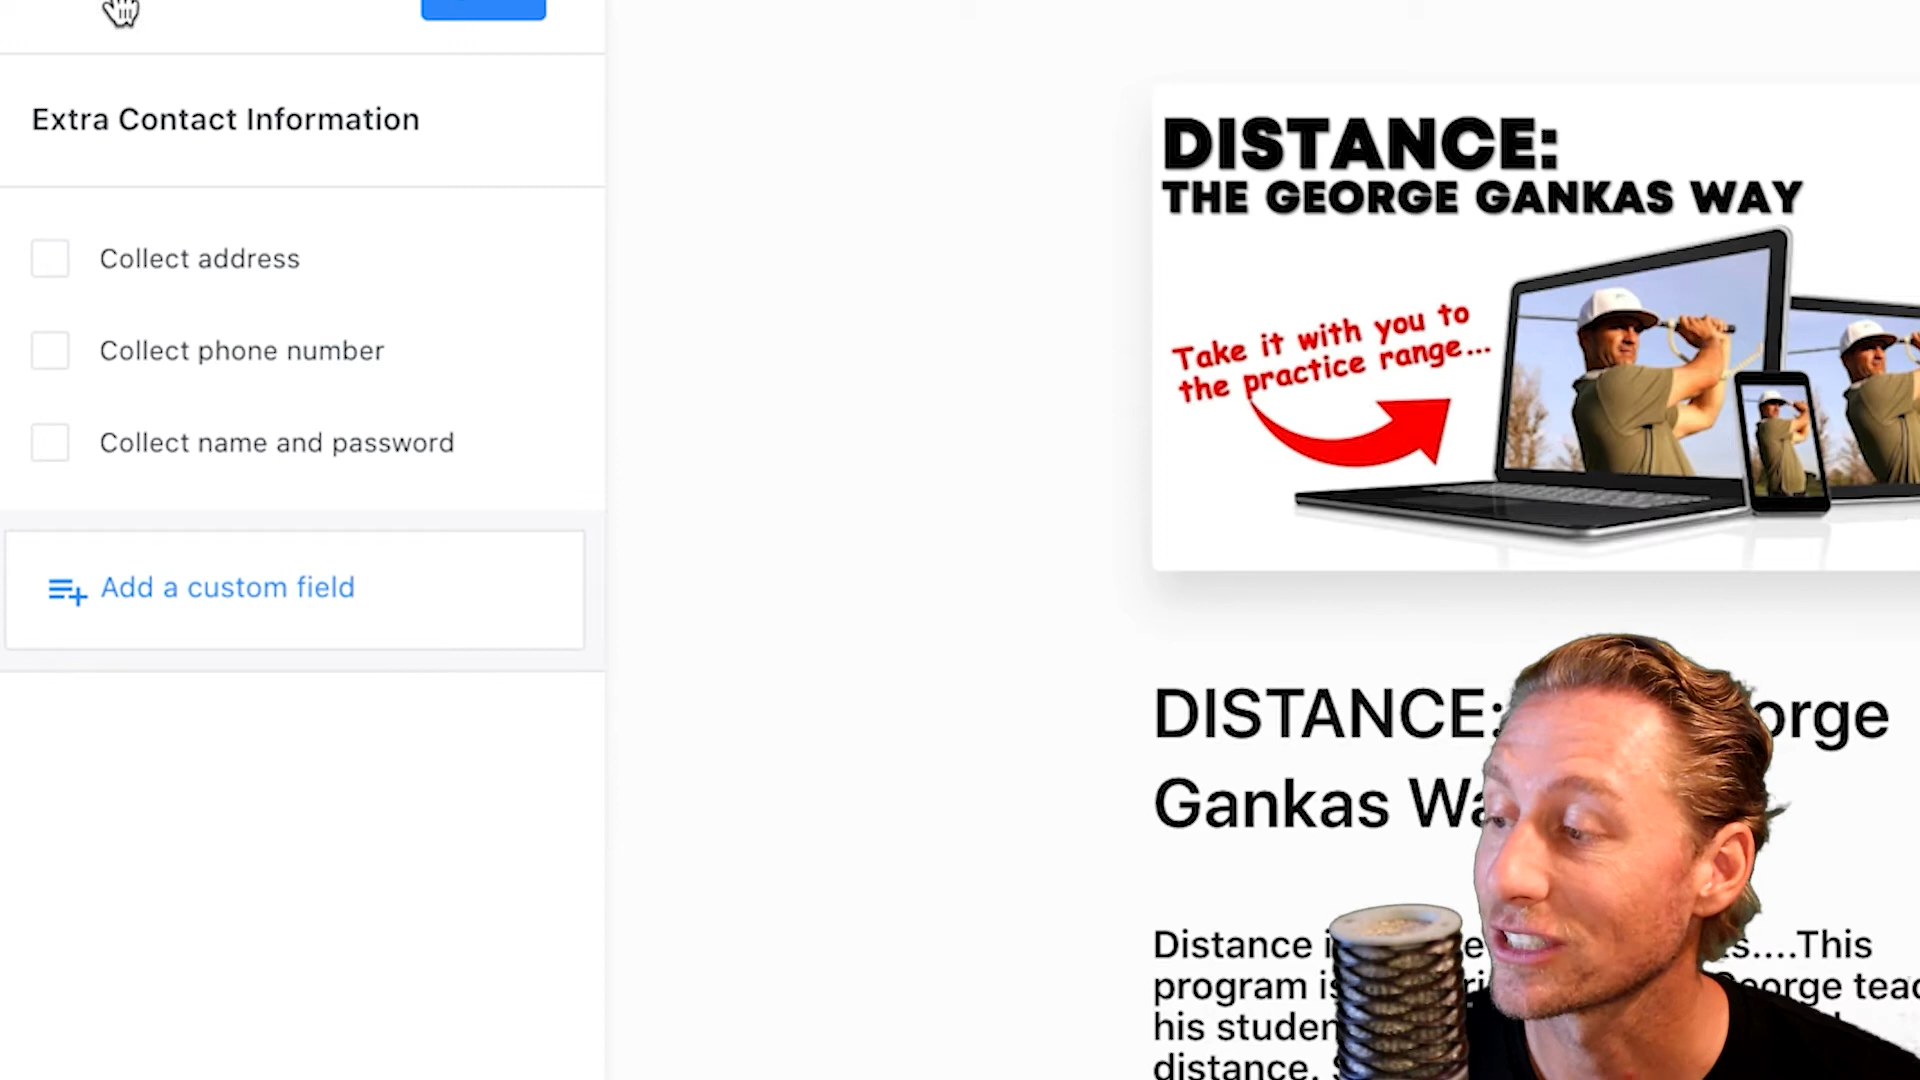 Extra Contact Information
Collect address
Collect phone number
Collect name and password
Add a custom field
DISTANCE:
THE GEORGE GANKAS WAY
Take it with you to
the practice range...
DISTANCE: orge
Gankas Wa
Distance s....This
program is George teac
his studen
distance.